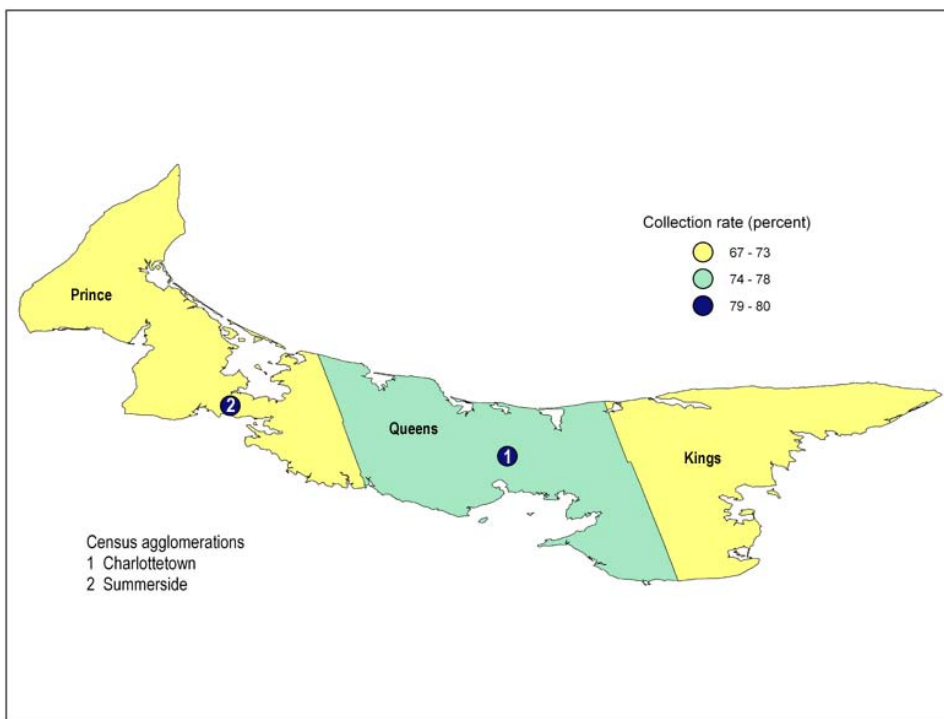 Collection rate (percent)
67 - 73
74 - 78
79 - 80
Prince
2
Queens
1
Kings
Census agglomerations
1 Charlottetown
2 Summerside